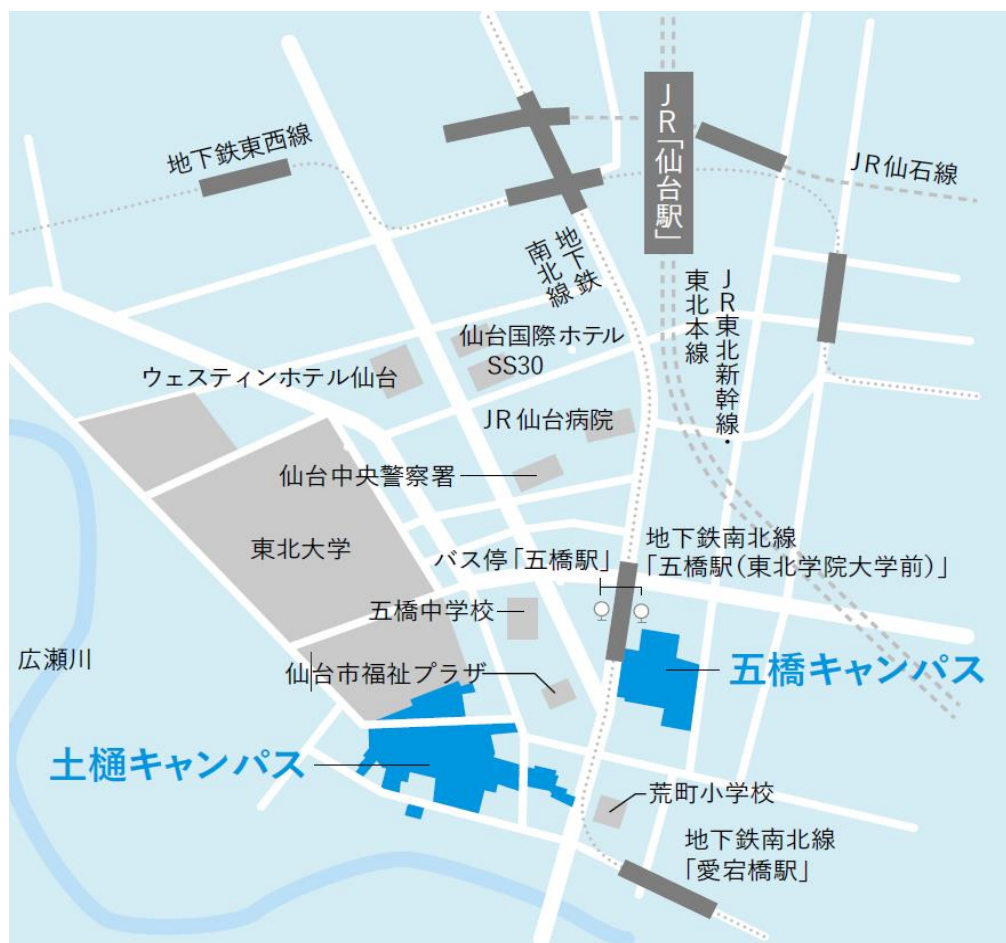 JR「仙台駅」
地下鉄東西線
JR仙石線
地下鉄
南北線
JR東北新幹線・
東北本線
仙台国際ホテル
SS30
ウェスティンホテル仙台
JR仙台病院
仙台中央警察署
東北大学
地下鉄南北線
バス停「五橋駅」
「五橋駅(東北学院大学前)」
五橋中学校
広瀬川
仙台市福祉プラザ
五橋キャンパス
土樋キャンパス
荒町小学校
地下鉄南北線
「愛宕橋駅」